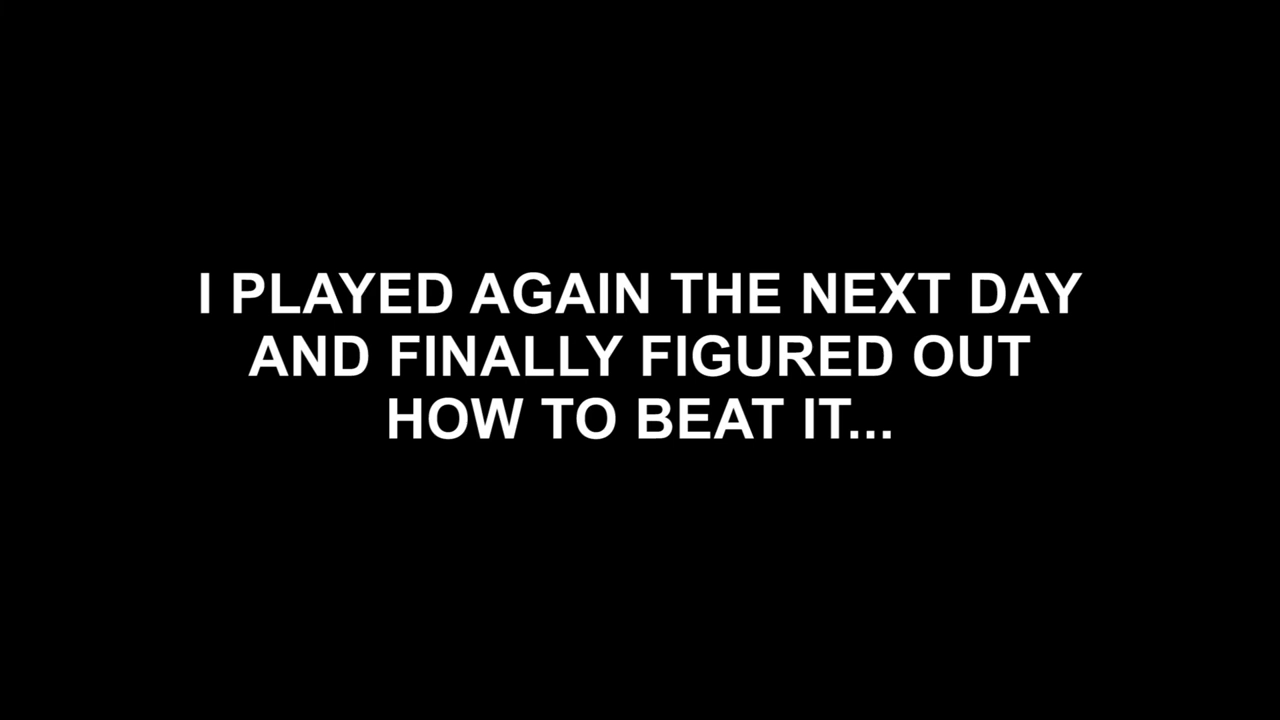 I PLAYED AGAIN THE NEXT DAY
AND FINALLY FIGURED OUT
HOW TO BEAT IT...